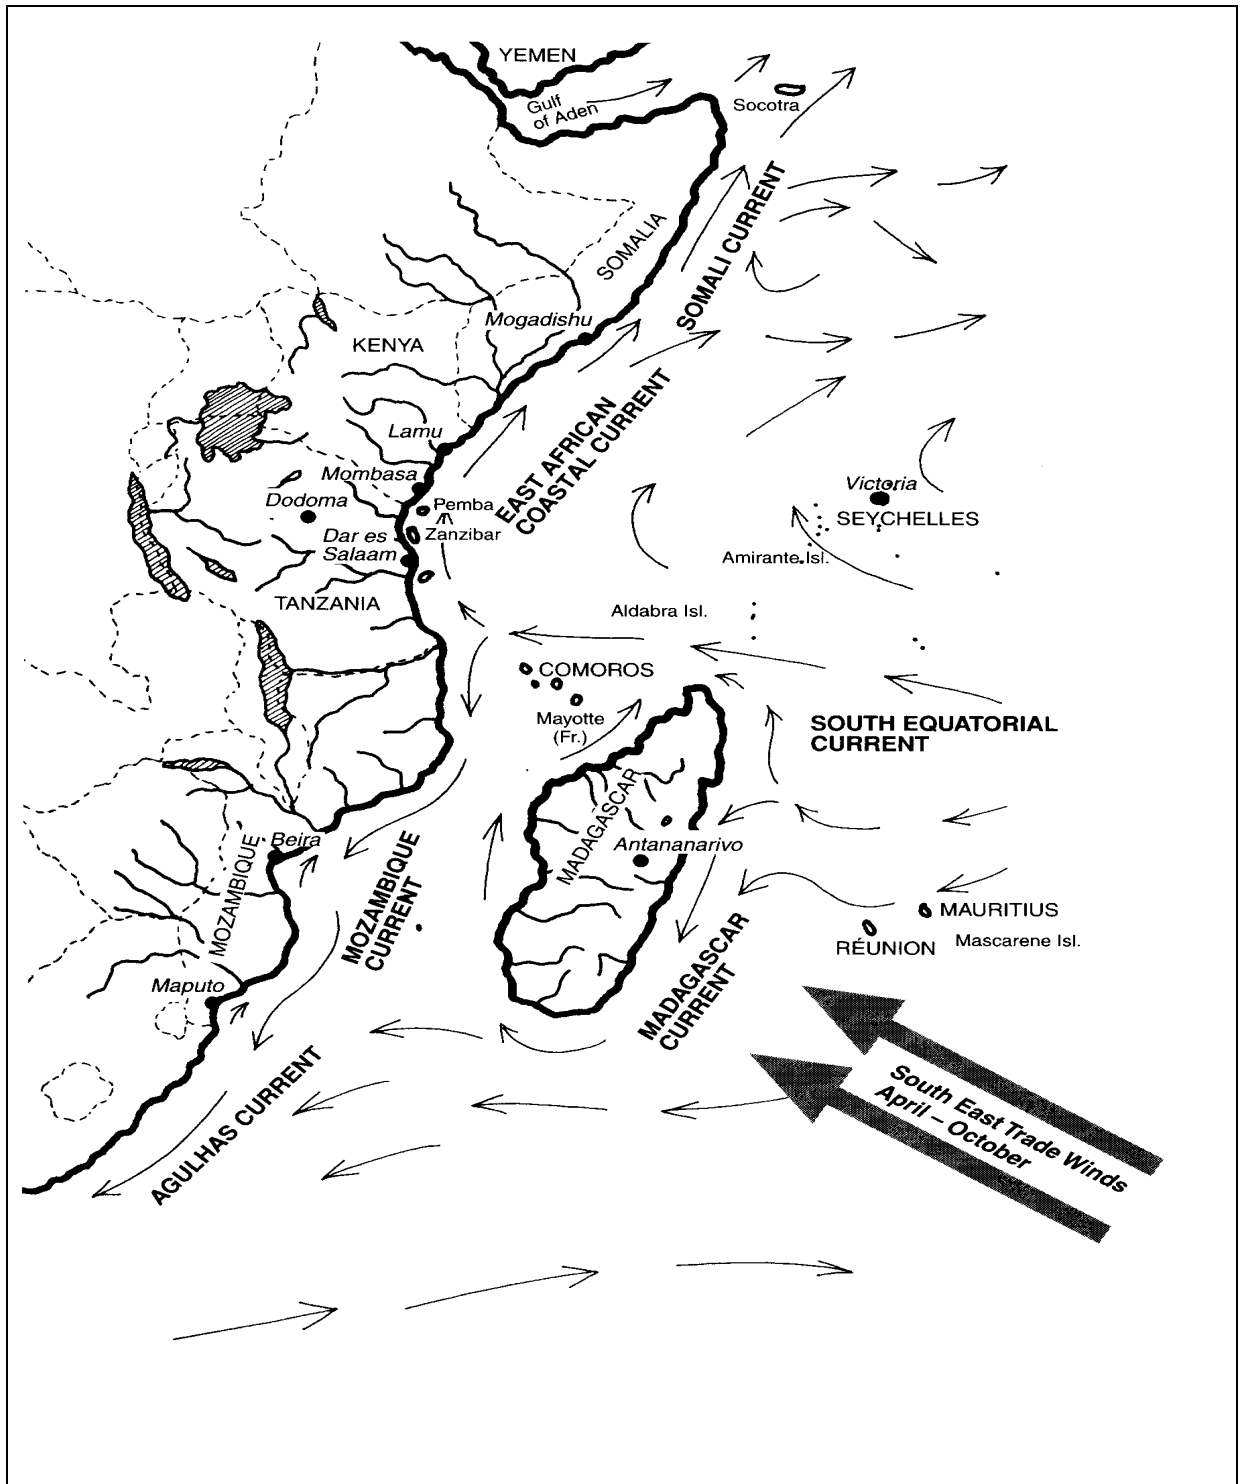 YEMEN
Gulf
of Aden
Socotra
SOMALIA
SOMALI CURRENT
Mogadishu
KENYA
EAST AFRICAN
COASTAL CURRENT
Lamu
Mombasa
Dodoma
Pemba
Zanzibar
Dar es
Salaam
TANZANIA
Victoria
SEYCHELLES
Amirante Isl.
Aldabra Isl.
COMOROS
Mayotte
(Fr.)
SOUTH EQUATORIAL
CURRENT
MADAGASCAR
Antananarivo
Beira
MOZAMBIQUE
MOZAMBIQUE
CURRENT
MAURITIUS
RÉUNION
Mascarene Isl.
MADAGASCAR
CURRENT
Maputo
AGULHAS CURRENT
South East Trade Winds
April – October